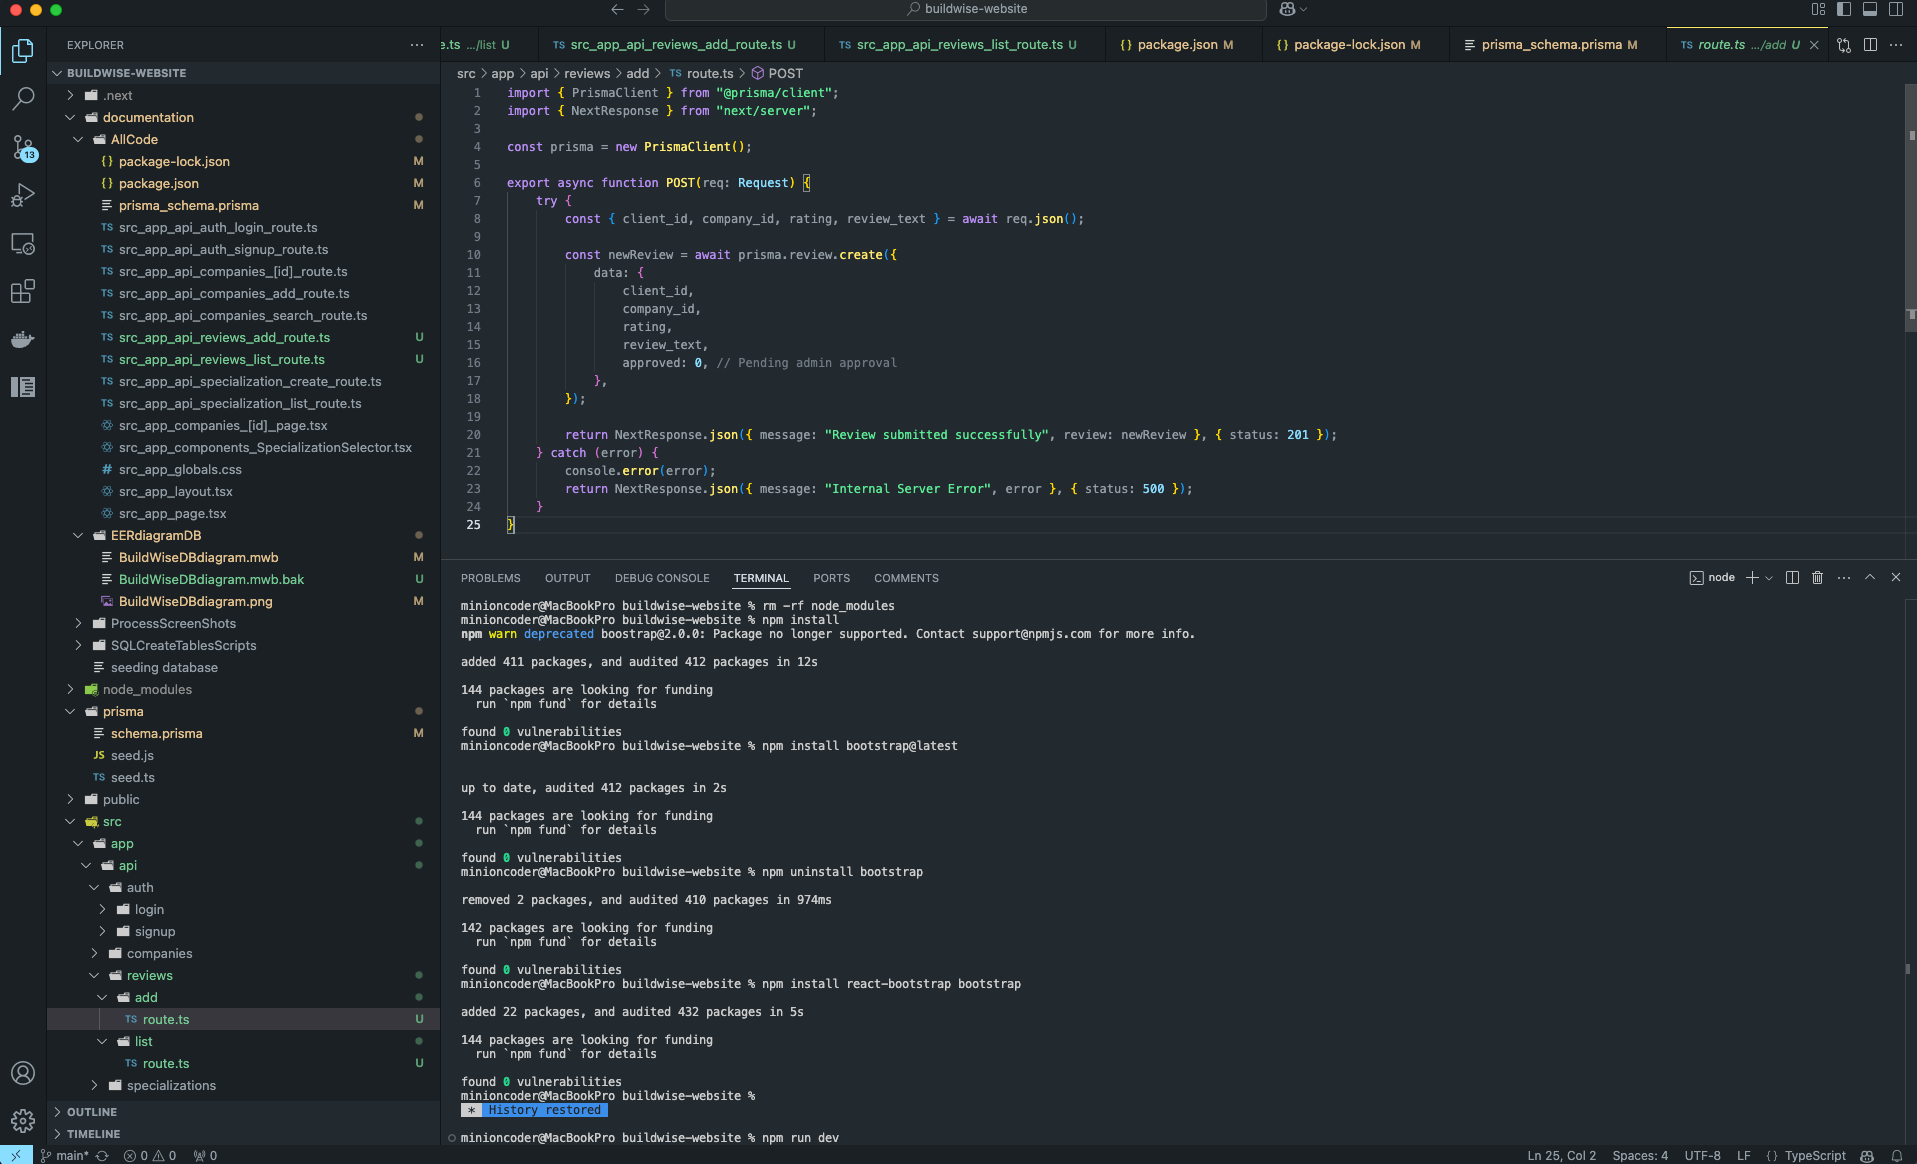 buildwise-website
EXPLORER
BUILDWISE-WEBSITE
.next
documentation
AllCode
package-lock.json M
package.json M
prisma_schema.prisma M
TS src_app_api_auth_login_route.ts
TS src_app_api_auth_signup_route.ts
TS src_app_api_companies_[id]_route.ts
TS src_app_api_companies_add_route.ts
TS src_app_api_companies_search_route.ts
TS src_app_api_reviews_add_route.ts U
TS src_app_api_reviews_list_route.ts U
TS src_app_api_specialization_create_route.ts
TS src_app_api_specialization_list_route.ts
src_app_companies_[id]_page.tsx
src_app_components_SpecializationSelector.tsx
# src_app_globals.css
src_app_layout.tsx
src_app_page.tsx
EERdiagramDB
BuildWiseDBdiagram.mwb M
BuildWiseDBdiagram.mwb.bak U
BuildWiseDBdiagram.png M
ProcessScreenShots
SQLCreateTablesScripts
seeding database
node_modules
prisma
schema.prisma M
JS seed.js
TS seed.ts
public
src
app
api
auth
login
signup
companies
reviews
add
TS route.ts U
list
TS route.ts U
specializations
OUTLINE
TIMELINE
13
e.ts .../list U
TS src_app_api_reviews_add_route.ts U
TS src_app_api_reviews_list_route.ts U
{} package.json M
{} package-lock.json M
prisma_schema.prisma M
TS route.ts .../add U
src > app > api > reviews > add > TS route.ts > POST
1 import { PrismaClient } from "@prisma/client";
2 import { NextResponse } from "next/server";
3
4 const prisma = new PrismaClient();
5
6 export async function POST(req: Request) {
7 try {
8 const { client_id, company_id, rating, review_text } = await req.json();
9
10 const newReview = await prisma.review.create({
11 data: {
12 client_id,
13 company_id,
14 rating,
15 review_text,
16 approved: 0, // Pending admin approval
17 },
18 });
19
20 return NextResponse.json({ message: "Review submitted successfully", review: newReview }, { status: 201 });
21 } catch (error) {
22 console.error(error);
23 return NextResponse.json({ message: "Internal Server Error", error }, { status: 500 });
24 }
25 }
PROBLEMS OUTPUT DEBUG CONSOLE TERMINAL PORTS COMMENTS
node
minioncoder@MacBookPro buildwise-website % rm -rf node_modules
minioncoder@MacBookPro buildwise-website % npm install
npm warn deprecated boostrap@2.0.0: Package no longer supported. Contact support@npmjs.com for more info.
added 411 packages, and audited 412 packages in 12s
144 packages are looking for funding
run `npm fund` for details
found 0 vulnerabilities
minioncoder@MacBookPro buildwise-website % npm install bootstrap@latest
up to date, audited 412 packages in 2s
144 packages are looking for funding
run `npm fund` for details
found 0 vulnerabilities
minioncoder@MacBookPro buildwise-website % npm uninstall bootstrap
removed 2 packages, and audited 410 packages in 974ms
142 packages are looking for funding
run `npm fund` for details
found 0 vulnerabilities
minioncoder@MacBookPro buildwise-website % npm install react-bootstrap bootstrap
added 22 packages, and audited 432 packages in 5s
144 packages are looking for funding
run `npm fund` for details
found 0 vulnerabilities
minioncoder@MacBookPro buildwise-website %
* History restored
minioncoder@MacBookPro buildwise-website % npm run dev
main* 0 0 0
Ln 25, Col 2 Spaces: 4 UTF-8 LF {} TypeScript